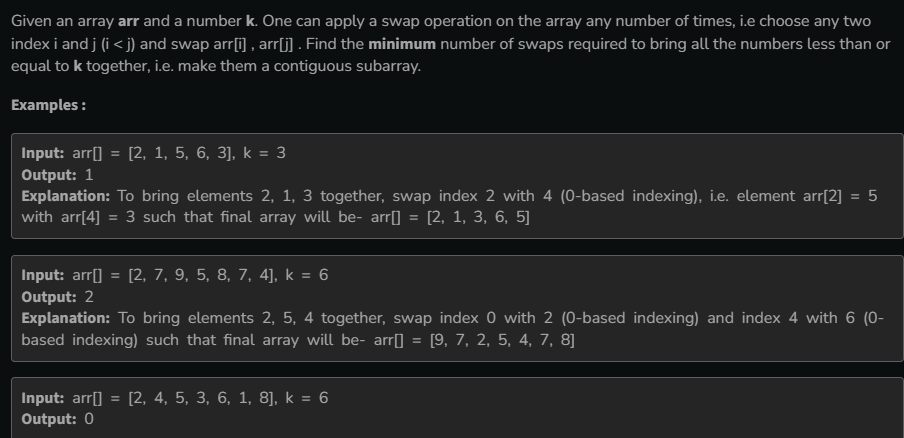 Given an array arr and a number k. One can apply a swap operation on the array any number of times, i.e choose any two
index i and j (i < j) and swap arr[i] , arr[j] . Find the minimum number of swaps required to bring all the numbers less than or
equal to k together, i.e. make them a contiguous subarray.
Examples :
Input: arr[] = [2, 1, 5, 6, 3], k = 3
Output: 1
Explanation: To bring elements 2, 1, 3 together, swap index 2 with 4 (0-based indexing), i.e. element arr[2] = 5
with arr[4] = 3 such that final array will be- arr[] = [2, 1, 3, 6, 5]
Input: arr[] = [2, 7, 9, 5, 8, 7, 4], k = 6
Output: 2
Explanation: To bring elements 2, 5, 4 together, swap index 0 with 2 (0-based indexing) and index 4 with 6 (0-
based indexing) such that final array will be- arr[] = [9, 7, 2, 5, 4, 7, 8]
Input: arr[] = [2, 4, 5, 3, 6, 1, 8], k = 6
Output: 0